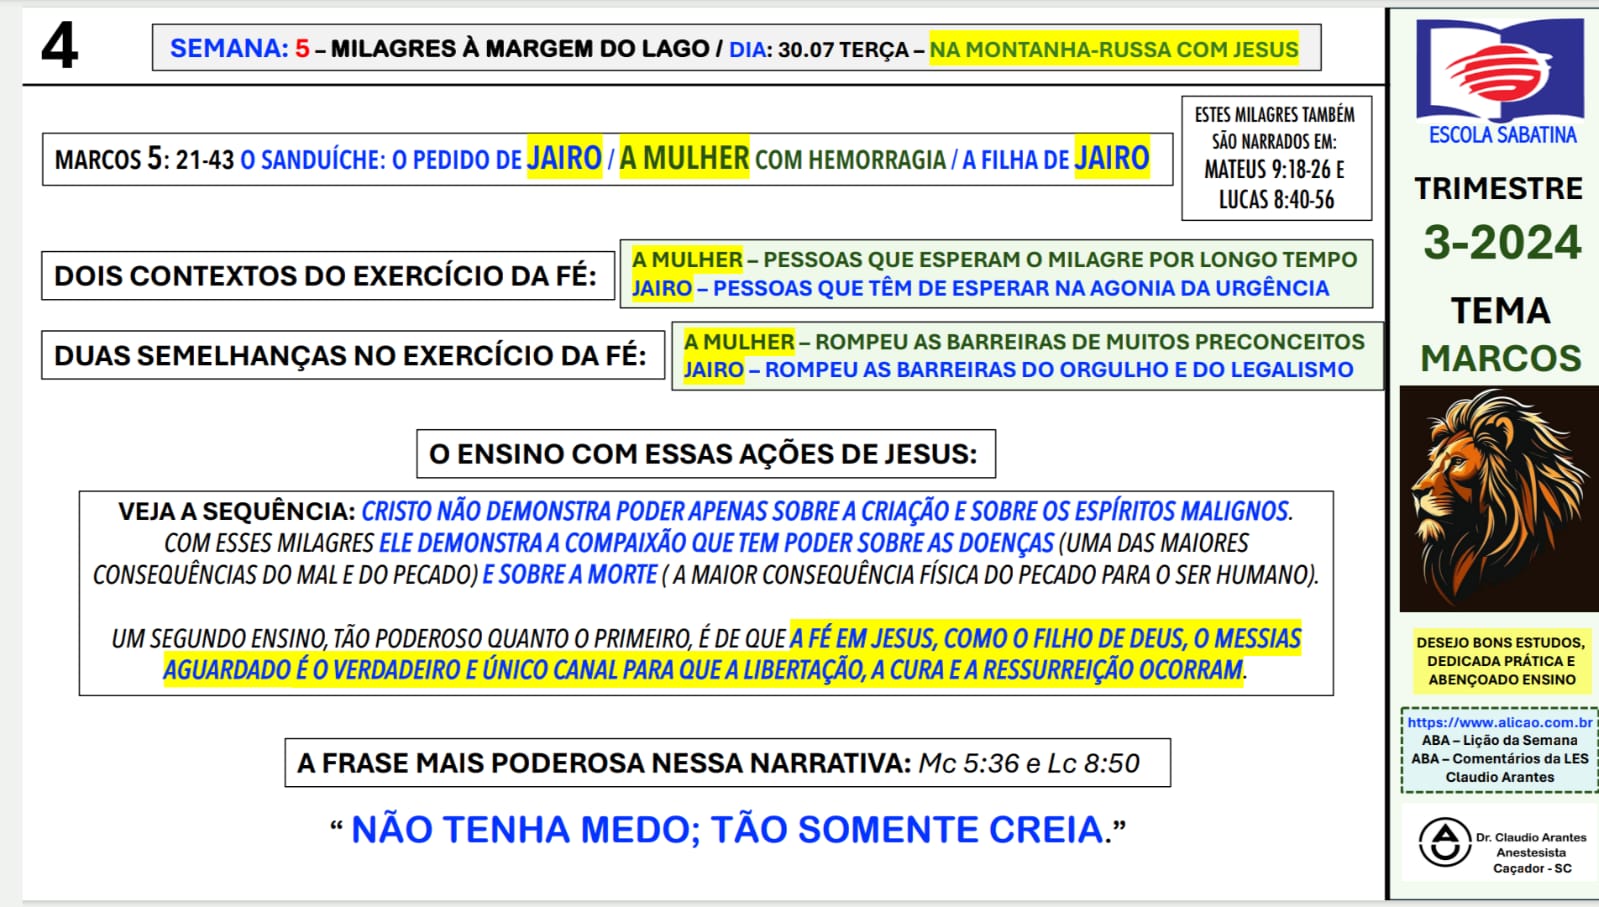 4
SEMANA: 5 – MILAGRES À MARGEM DO LAGO / DIA: 30.07 TERÇA – NA MONTANHA-RUSSA COM JESUS
MARCOS 5: 21-43 O SANDUÍCHE: O PEDIDO DE JAIRO / A MULHER COM HEMORRAGIA / A FILHA DE JAIRO
ESTES MILAGRES TAMBÉM
SÃO NARRADOS EM:
MATEUS 9:18-26 E
LUCAS 8:40-56
DOIS CONTEXTOS DO EXERCÍCIO DA FÉ:
A MULHER – PESSOAS QUE ESPERAM O MILAGRE POR LONGO TEMPO
JAIRO – PESSOAS QUE TÊM DE ESPERAR NA AGONIA DA URGÊNCIA
DUAS SEMELHANÇAS NO EXERCÍCIO DA FÉ:
A MULHER – ROMPEU AS BARREIRAS DE MUITOS PRECONCEITOS
JAIRO – ROMPEU AS BARREIRAS DO ORGULHO E DO LEGALISMO
O ENSINO COM ESSAS AÇÕES DE JESUS:
VEJA A SEQUÊNCIA: CRISTO NÃO DEMONSTRA PODER APENAS SOBRE A CRIAÇÃO E SOBRE OS ESPÍRITOS MALIGNOS.
COM ESSES MILAGRES ELE DEMONSTRA A COMPAIXÃO QUE TEM PODER SOBRE AS DOENÇAS (UMA DAS MAIORES
CONSEQUÊNCIAS DO MAL E DO PECADO) E SOBRE A MORTE ( A MAIOR CONSEQUÊNCIA FÍSICA DO PECADO PARA O SER HUMANO).
UM SEGUNDO ENSINO, TÃO PODEROSO QUANTO O PRIMEIRO, É DE QUE A FÉ EM JESUS, COMO O FILHO DE DEUS, O MESSIAS
AGUARDADO É O VERDADEIRO E ÚNICO CANAL PARA QUE A LIBERTAÇÃO, A CURA E A RESSURREIÇÃO OCORRAM.
A FRASE MAIS PODEROSA NESSA NARRATIVA: Mc 5:36 e Lc 8:50
“ NÃO TENHA MEDO; TÃO SOMENTE CREIA.”
ESCOLA SABATINA
TRIMESTRE
3-2024
TEMA
MARCOS
DESEJO BONS ESTUDOS,
DEDICADA PRÁTICA E
ABENÇOADO ENSINO
https://www.alicao.com.br
ABA – Lição da Semana
ABA – Comentários da LES
Claudio Arantes
Dr. Claudio Arantes
Anestesista
Caçador - SC